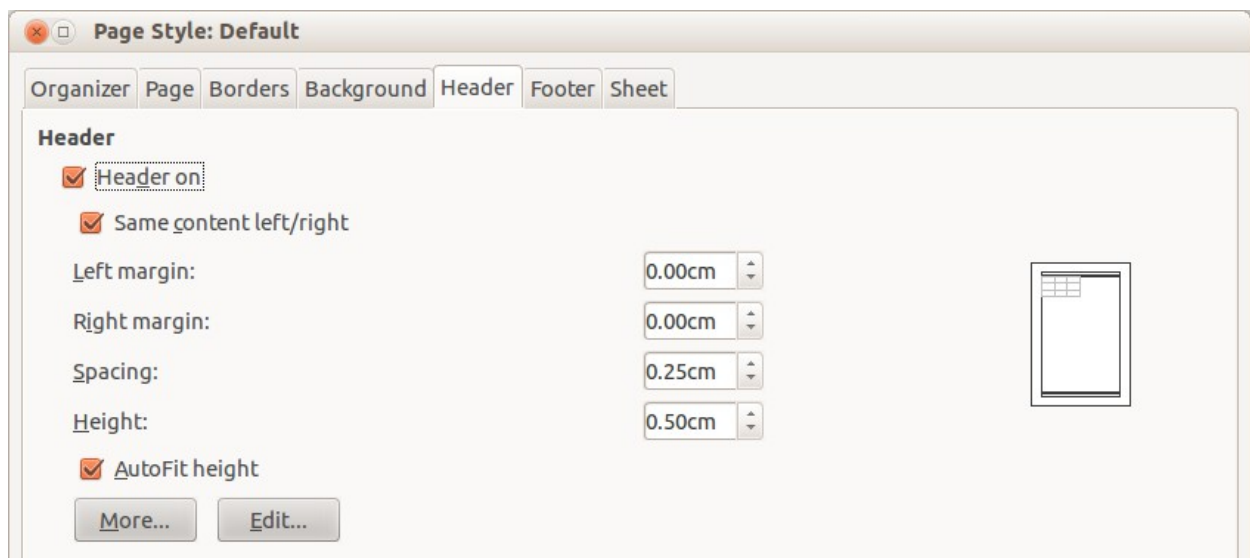 Page Style: Default
Organizer Page Borders Background Header Footer Sheet
Header
Header on
Same content left/right
Left margin: 0.00cm
Right margin: 0.00cm
Spacing: 0.25cm
Height: 0.50cm
AutoFit height
More... Edit...